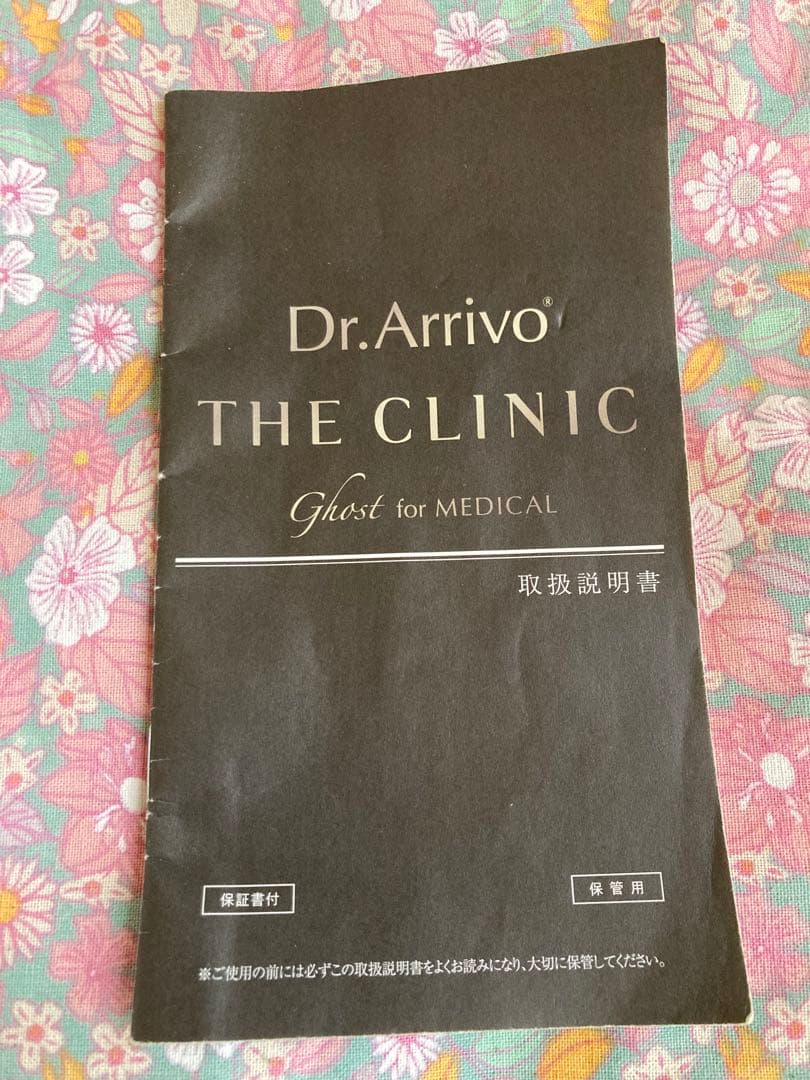 Dr.Arrivo®
THE CLINIC
Ghost for MEDICAL
取扱説明書
保証書付
保管用
※ご使用の前には必ずこの取扱説明書をよくお読みになり、大切に保管してください。